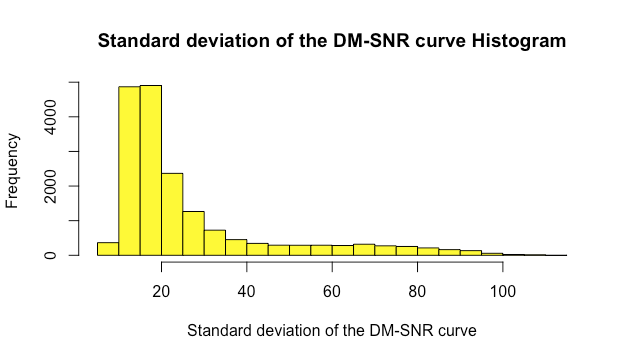 Standard deviation of the DM-SNR curve Histogram
Frequency
4000
2000
0
20 40 60 80 100
Standard deviation of the DM-SNR curve